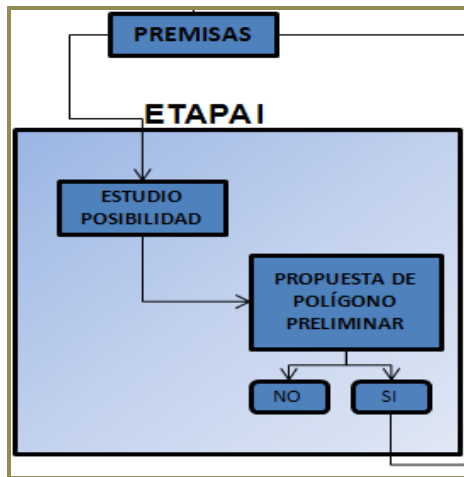 PREMISAS
ETAPA I
ESTUDIO
POSIBILIDAD
PROPUESTA DE
POLÍGONO
PRELIMINAR
NO
SI